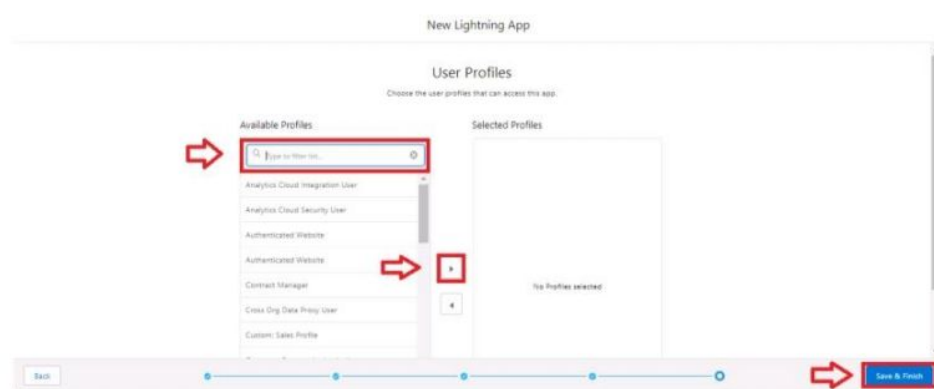 New Lightning App
User Profiles
Choose the user profiles that can access this app.
Available Profiles
Type to filter list...
Analytics Cloud Integration User
Analytics Cloud Security User
Authenticated Website
Authenticated Website
Contract Manager
Cross Org Data Proxy User
Custom: Sales Profile
Selected Profiles
No Profiles selected
Back
Save & Finish